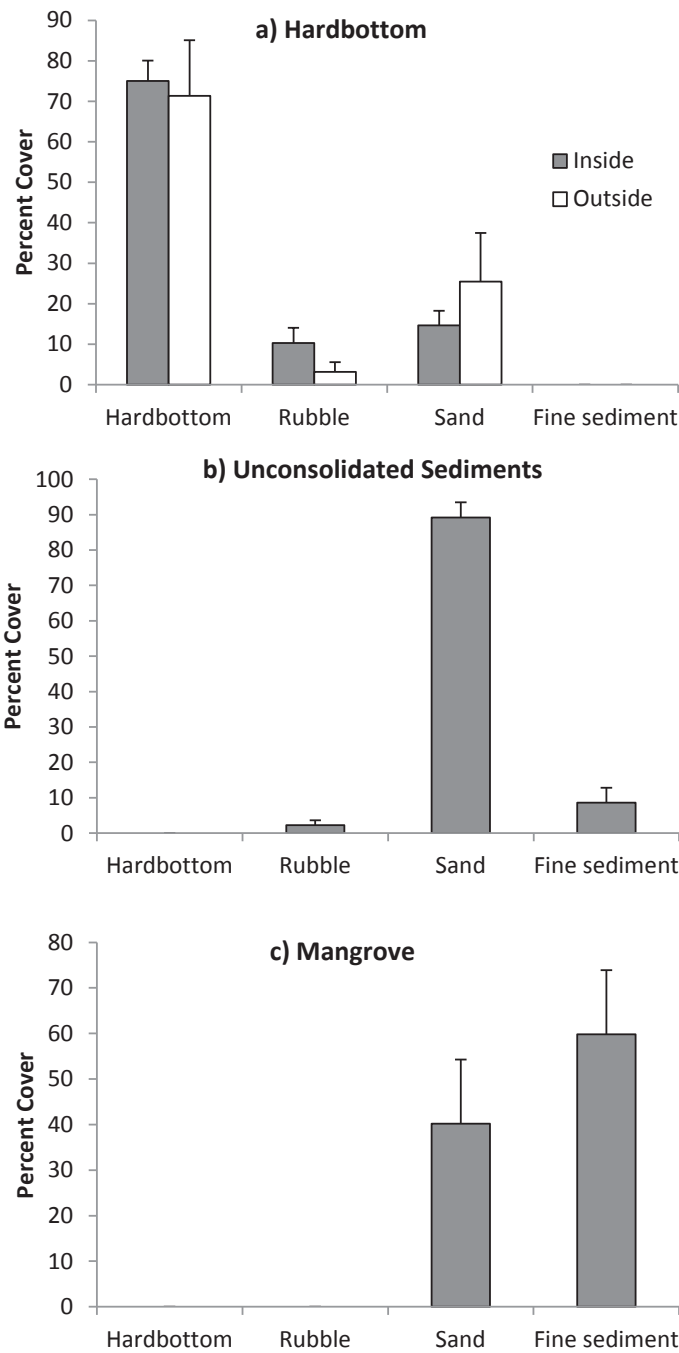 a) Hardbottom
90
80
70
60
50
40
30
20
10
0
Percent Cover
Inside
Outside
Hardbottom Rubble Sand Fine sediment
b) Unconsolidated Sediments
100
90
80
70
60
50
40
30
20
10
0
Percent Cover
Hardbottom Rubble Sand Fine sediment
c) Mangrove
80
70
60
50
40
30
20
10
0
Percent Cover
Hardbottom Rubble Sand Fine sediment